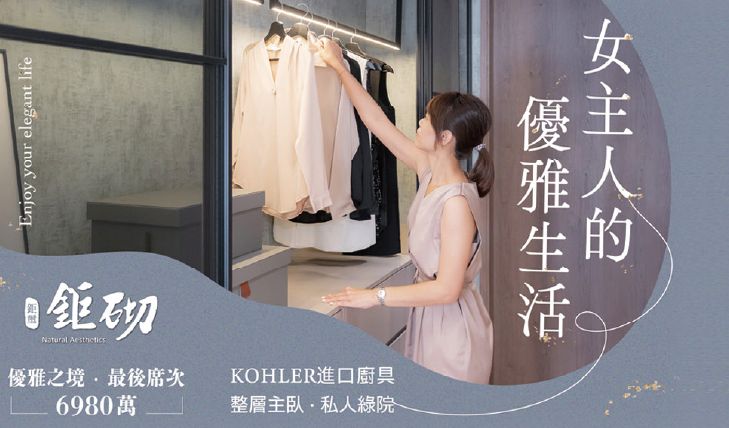 女主人的
優雅生活
Enjoy your elegant life
鉅砌
Natural Aesthetics
優雅之境．最後席次
6980萬
KOHLER進口廚具
整層主臥．私人綠院